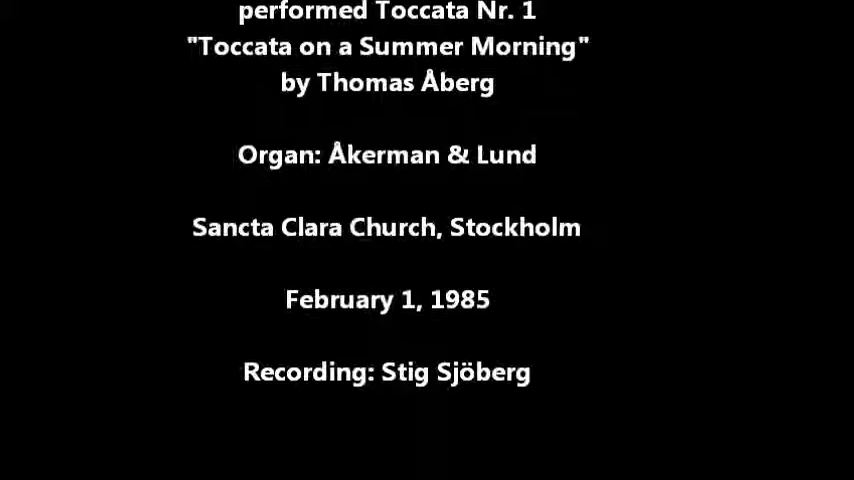 performed Toccata Nr. 1
"Toccata on a Summer Morning"
by Thomas Åberg
Organ: Åkerman & Lund
Sancta Clara Church, Stockholm
February 1, 1985
Recording: Stig Sjöberg